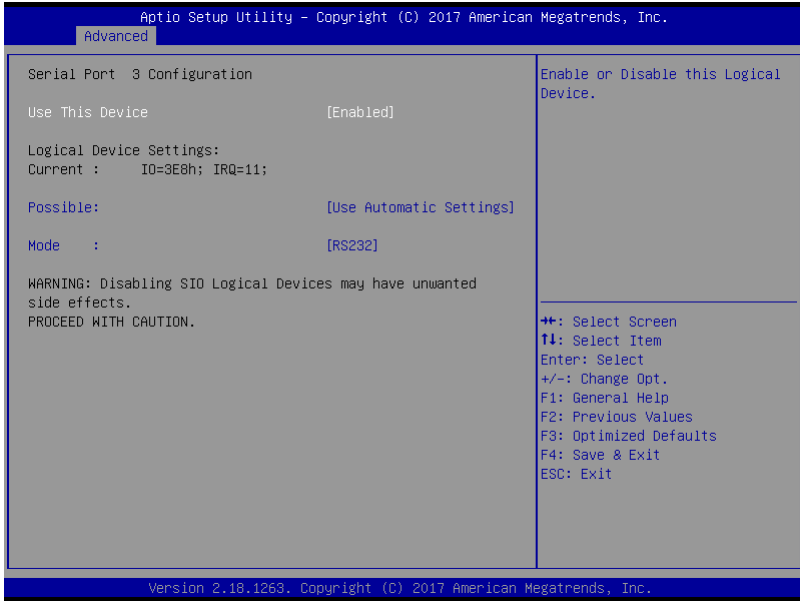 Aptio Setup Utility – Copyright (C) 2017 American Megatrends, Inc.
Advanced
Serial Port  3 Configuration
Use This Device [Enabled]
Logical Device Settings:
Current :     IO=3E8h; IRQ=11;
Possible: [Use Automatic Settings]
Mode   : [RS232]
WARNING: Disabling SIO Logical Devices may have unwanted
side effects.
PROCEED WITH CAUTION.
Enable or Disable this Logical
Device.
→←: Select Screen
↑↓: Select Item
Enter: Select
+/-: Change Opt.
F1: General Help
F2: Previous Values
F3: Optimized Defaults
F4: Save & Exit
ESC: Exit
Version 2.18.1263. Copyright (C) 2017 American Megatrends, Inc.